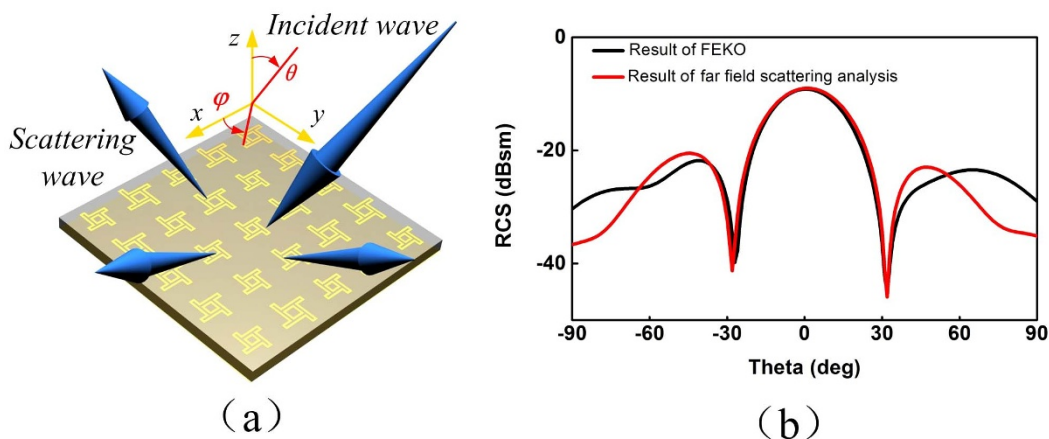 Incident wave
z
θ
φ
x
y
Scattering
wave
(a)
0
-20
-40
RCS (dBsm)
Result of FEKO
Result of far field scattering analysis
-90
-60
-30
0
30
60
90
Theta (deg)
(b)